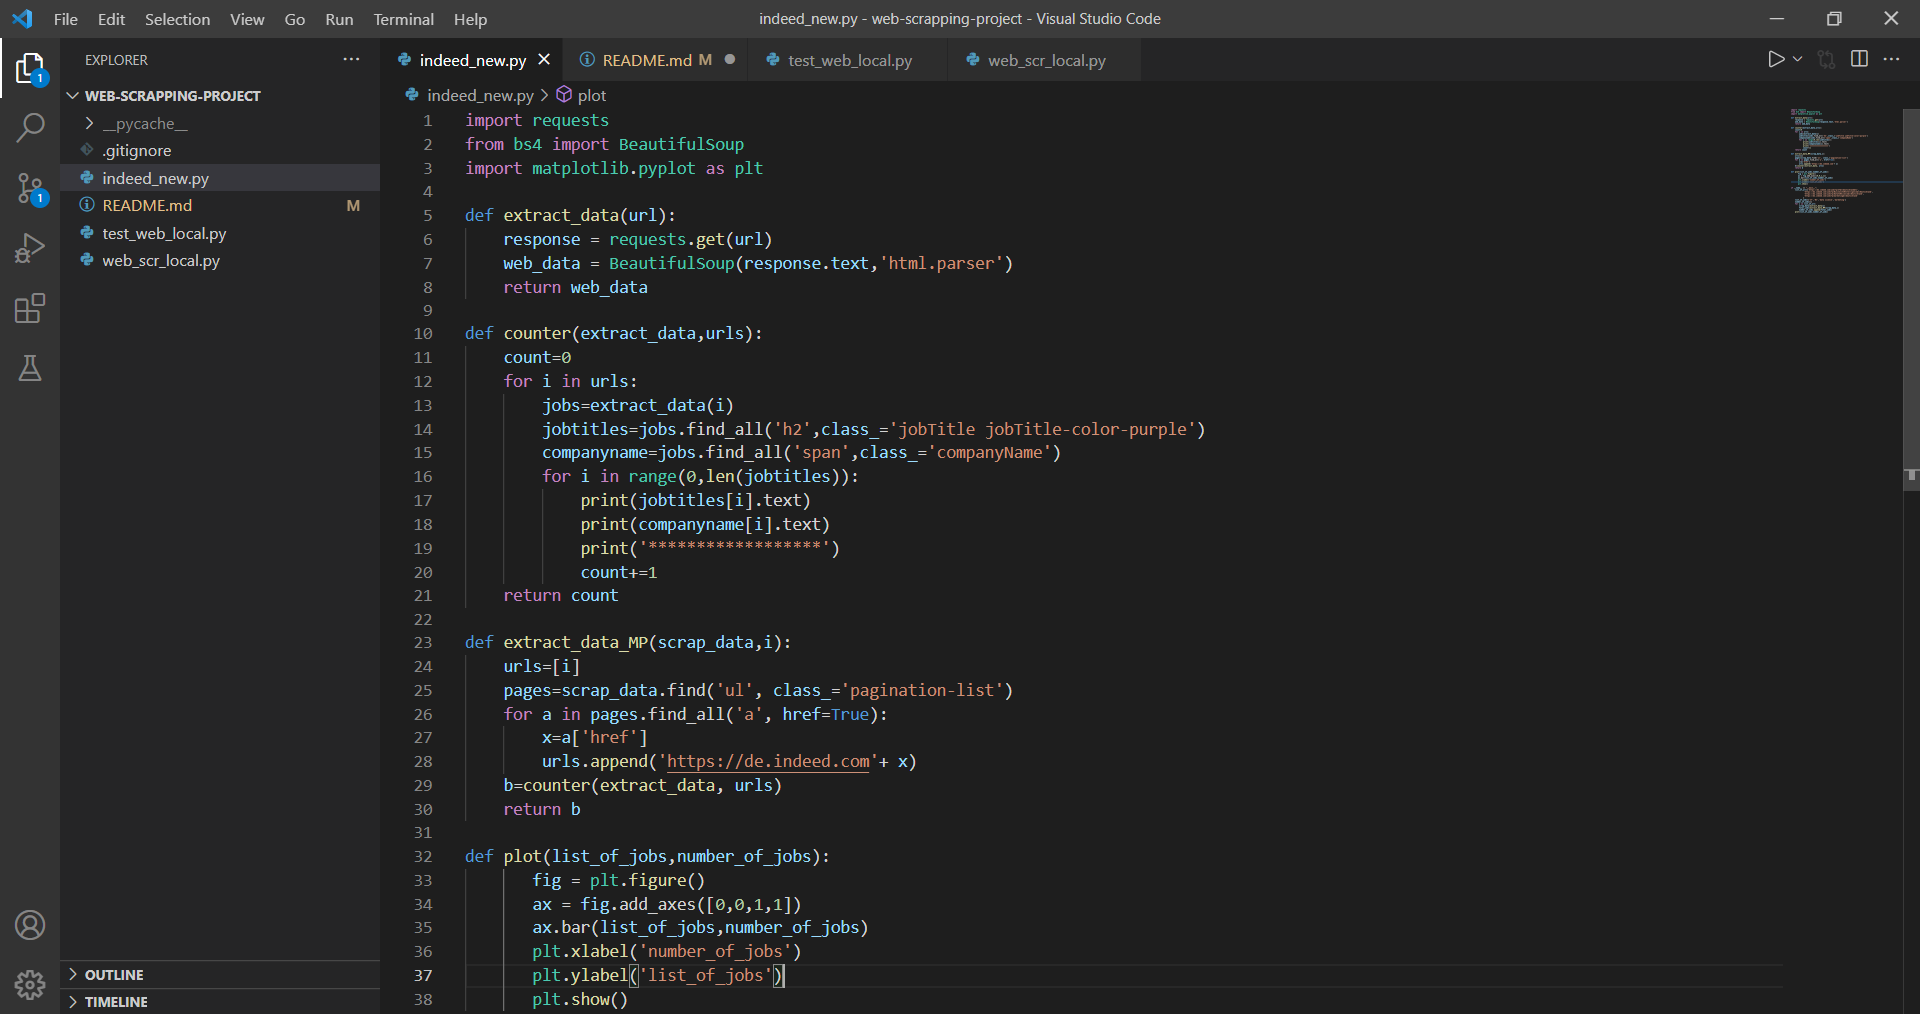 File Edit Selection View Go Run Terminal Help
indeed_new.py - web-scrapping-project - Visual Studio Code
EXPLORER
WEB-SCRAPPING-PROJECT
__pycache__
.gitignore
indeed_new.py
README.md M
test_web_local.py
web_scr_local.py
OUTLINE
TIMELINE
1
1
indeed_new.py README.md M test_web_local.py web_scr_local.py
indeed_new.py > plot
1 import requests
2 from bs4 import BeautifulSoup
3 import matplotlib.pyplot as plt
4
5 def extract_data(url):
6     response = requests.get(url)
7     web_data = BeautifulSoup(response.text,'html.parser')
8     return web_data
9
10 def counter(extract_data,urls):
11     count=0
12     for i in urls:
13         jobs=extract_data(i)
14         jobtitles=jobs.find_all('h2',class_='jobTitle jobTitle-color-purple')
15         companyname=jobs.find_all('span',class_='companyName')
16         for i in range(0,len(jobtitles)):
17             print(jobtitles[i].text)
18             print(companyname[i].text)
19             print('******************')
20             count+=1
21     return count
22
23 def extract_data_MP(scrap_data,i):
24     urls=[i]
25     pages=scrap_data.find('ul', class_='pagination-list')
26     for a in pages.find_all('a', href=True):
27         x=a['href']
28         urls.append('https://de.indeed.com'+ x)
29     b=counter(extract_data, urls)
30     return b
31
32 def plot(list_of_jobs,number_of_jobs):
33        fig = plt.figure()
34        ax = fig.add_axes([0,0,1,1])
35        ax.bar(list_of_jobs,number_of_jobs)
36        plt.xlabel('number_of_jobs')
37        plt.ylabel('list_of_jobs')
38        plt.show()